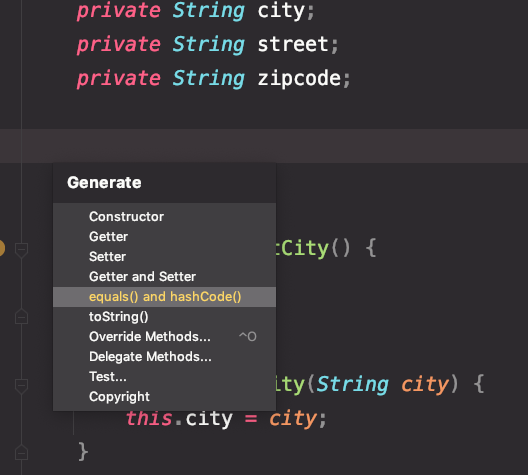 private String city;
private String street;
private String zipcode;
Generate
Constructor
Getter
Setter
Getter and Setter
equals() and hashCode()
toString()
Override Methods... ^O
Delegate Methods...
Test...
Copyright
tCity() {
ity(String city) {
this.city = city;
}